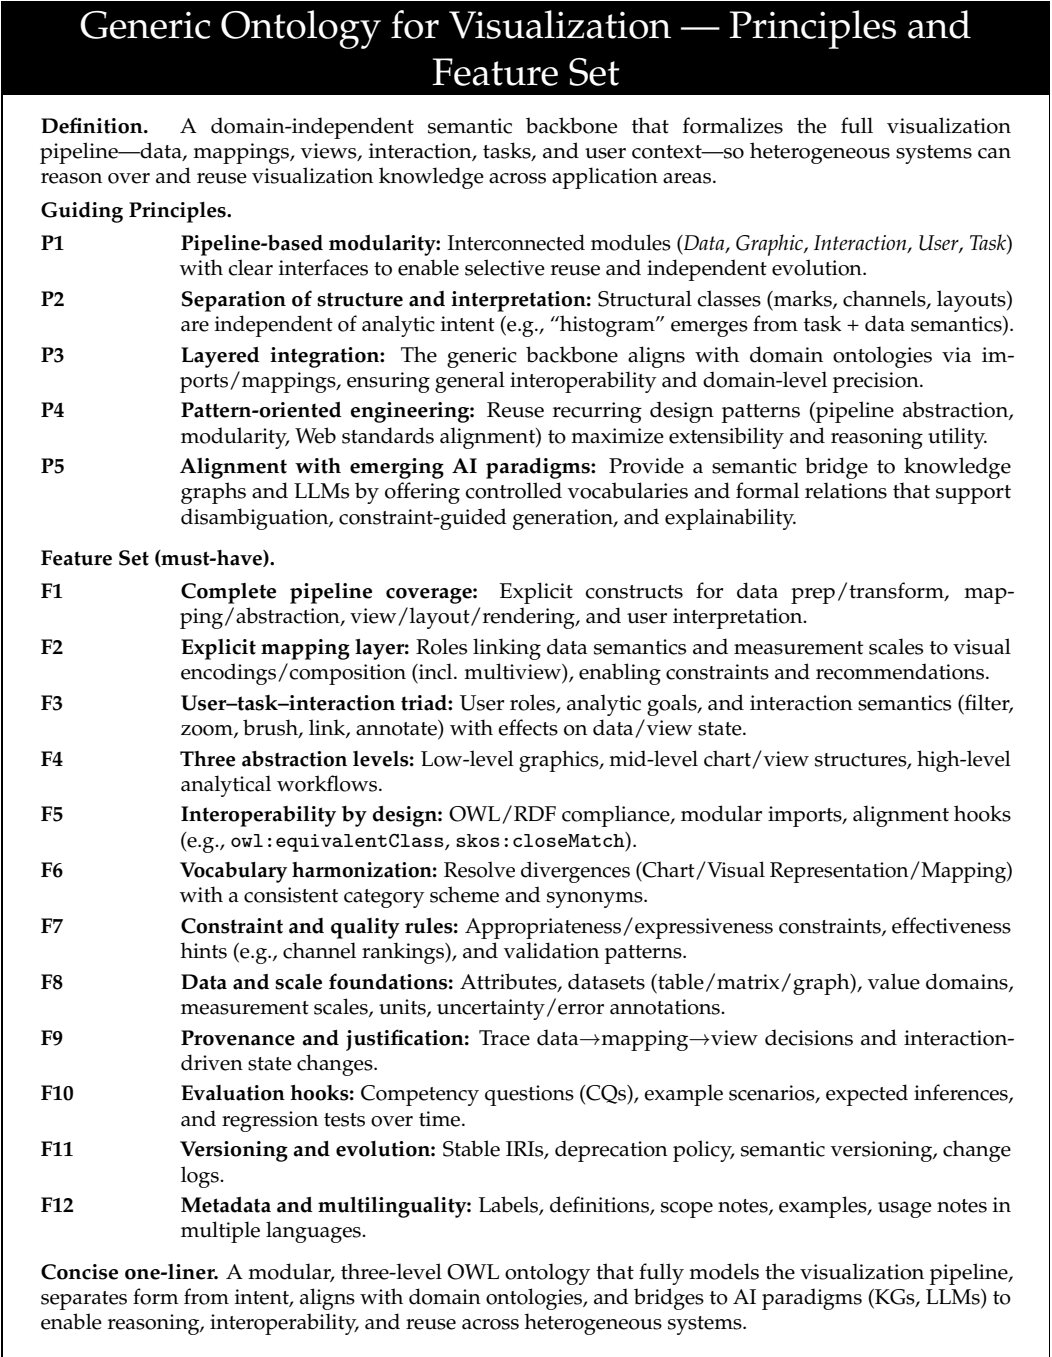 Generic Ontology for Visualization — Principles and
Feature Set
Definition. A domain-independent semantic backbone that formalizes the full visualization
pipeline—data, mappings, views, interaction, tasks, and user context—so heterogeneous systems can
reason over and reuse visualization knowledge across application areas.
Guiding Principles.
P1 Pipeline-based modularity: Interconnected modules (Data, Graphic, Interaction, User, Task)
with clear interfaces to enable selective reuse and independent evolution.
P2 Separation of structure and interpretation: Structural classes (marks, channels, layouts)
are independent of analytic intent (e.g., “histogram” emerges from task + data semantics).
P3 Layered integration: The generic backbone aligns with domain ontologies via im-
ports/mappings, ensuring general interoperability and domain-level precision.
P4 Pattern-oriented engineering: Reuse recurring design patterns (pipeline abstraction,
modularity, Web standards alignment) to maximize extensibility and reasoning utility.
P5 Alignment with emerging AI paradigms: Provide a semantic bridge to knowledge
graphs and LLMs by offering controlled vocabularies and formal relations that support
disambiguation, constraint-guided generation, and explainability.
Feature Set (must-have).
F1 Complete pipeline coverage: Explicit constructs for data prep/transform, map-
ping/abstraction, view/layout/rendering, and user interpretation.
F2 Explicit mapping layer: Roles linking data semantics and measurement scales to visual
encodings/composition (incl. multiview), enabling constraints and recommendations.
F3 User–task–interaction triad: User roles, analytic goals, and interaction semantics (filter,
zoom, brush, link, annotate) with effects on data/view state.
F4 Three abstraction levels: Low-level graphics, mid-level chart/view structures, high-level
analytical workflows.
F5 Interoperability by design: OWL/RDF compliance, modular imports, alignment hooks
(e.g., owl:equivalentClass, skos:closeMatch).
F6 Vocabulary harmonization: Resolve divergences (Chart/Visual Representation/Mapping)
with a consistent category scheme and synonyms.
F7 Constraint and quality rules: Appropriateness/expressiveness constraints, effectiveness
hints (e.g., channel rankings), and validation patterns.
F8 Data and scale foundations: Attributes, datasets (table/matrix/graph), value domains,
measurement scales, units, uncertainty/error annotations.
F9 Provenance and justification: Trace data→mapping→view decisions and interaction-
driven state changes.
F10 Evaluation hooks: Competency questions (CQs), example scenarios, expected inferences,
and regression tests over time.
F11 Versioning and evolution: Stable IRIs, deprecation policy, semantic versioning, change
logs.
F12 Metadata and multilinguality: Labels, definitions, scope notes, examples, usage notes in
multiple languages.
Concise one-liner. A modular, three-level OWL ontology that fully models the visualization pipeline,
separates form from intent, aligns with domain ontologies, and bridges to AI paradigms (KGs, LLMs) to
enable reasoning, interoperability, and reuse across heterogeneous systems.